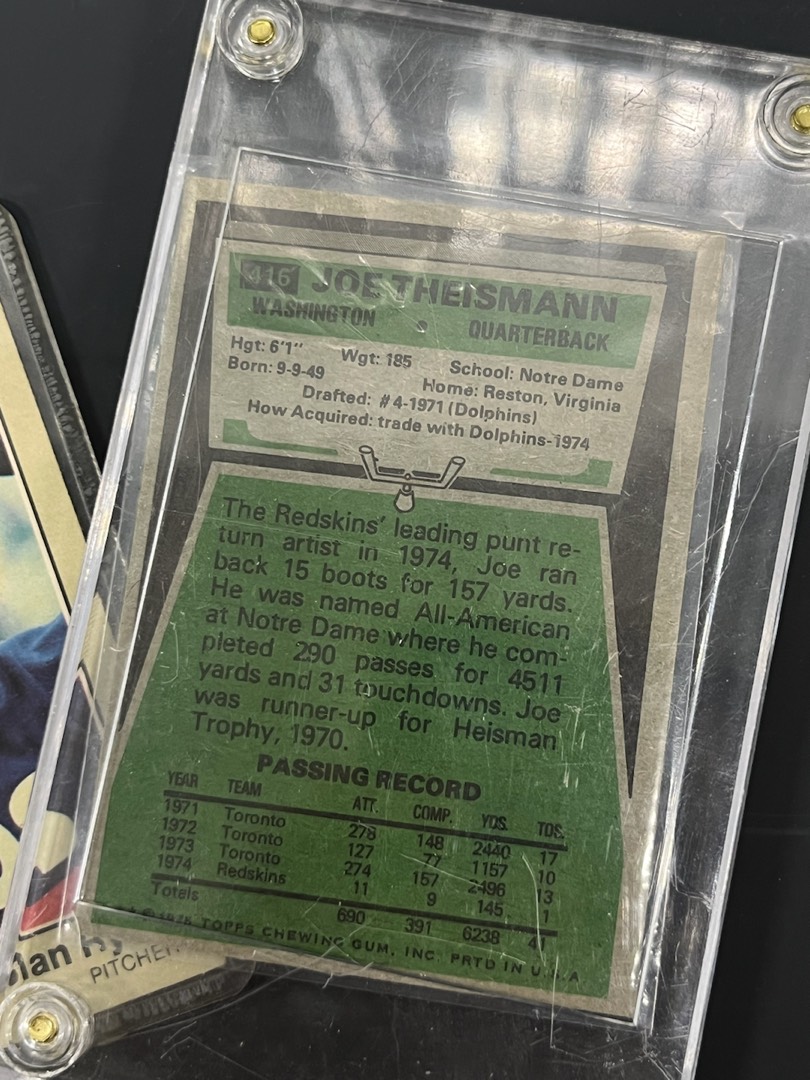 416 JOE THEISMANN
WASHINGTON • QUARTERBACK
Hgt: 6'1" Wgt: 185 School: Notre Dame
Born: 9-9-49 Home: Reston, Virginia
Drafted: #4-1971 (Dolphins)
How Acquired: trade with Dolphins-1974
The Redskins' leading punt re-
turn artist in 1974, Joe ran
back 15 boots for 157 yards.
He was named All-American
at Notre Dame where he com-
pleted 290 passes for 4511
yards and 31 touchdowns. Joe
was runner-up for Heisman
Trophy, 1970.
PASSING RECORD
YEAR TEAM ATT. COMP. YDS. TDS.
1971 Toronto 278 148 2440 17
1972 Toronto 127 77 1157 10
1973 Toronto 274 157 2496 13
1974 Redskins 11 9 145 1
Totals 690 391 6238 41
© 1975 TOPPS CHEWING GUM, INC. PRTD IN U.S.A
PITCHER